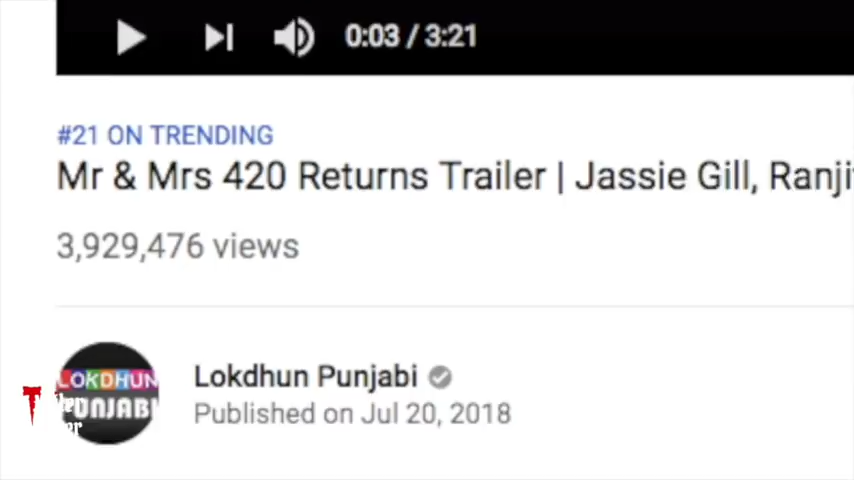 0:03 / 3:21
#21 ON TRENDING
Mr & Mrs 420 Returns Trailer | Jassie Gill, Ranji
3,929,476 views
LOKDHUN
PUNJABI
Lokdhun Punjabi
Published on Jul 20, 2018